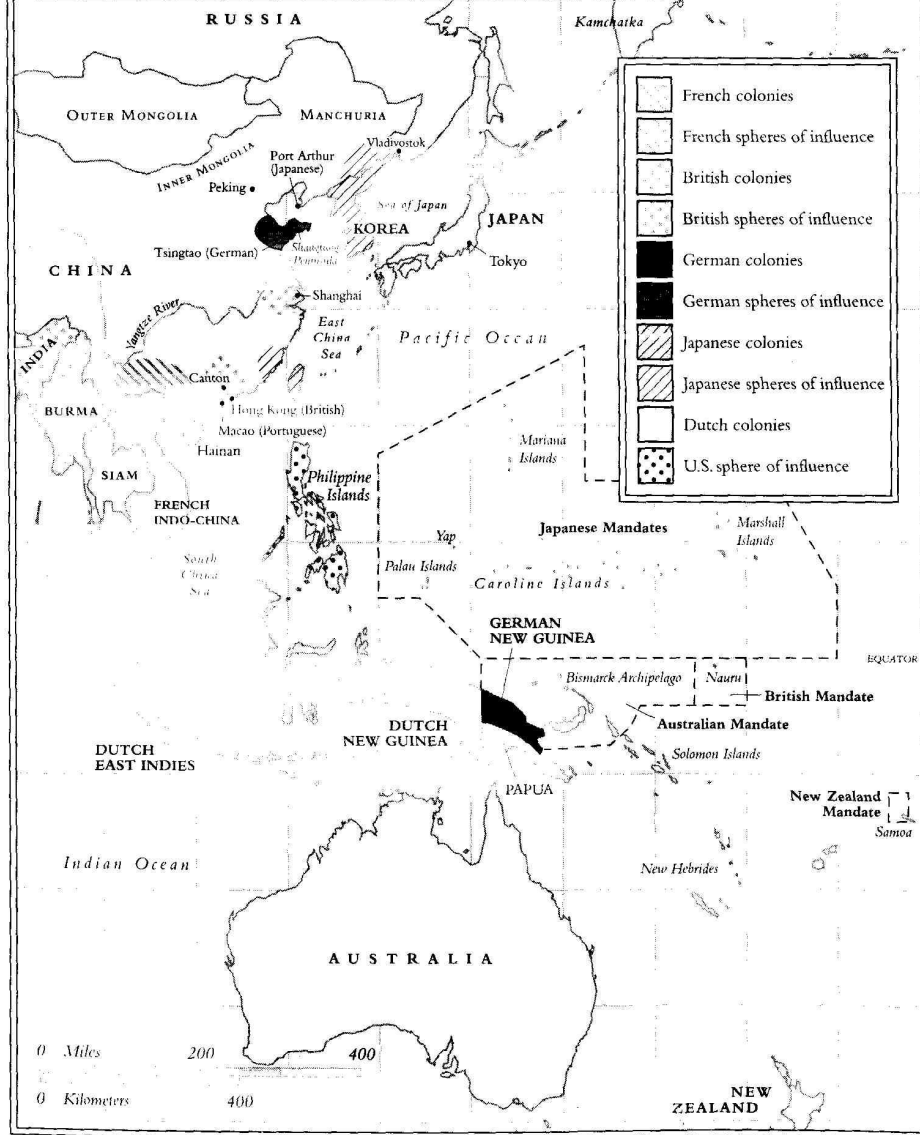 RUSSIA
Kamchatka
OUTER MONGOLIA
MANCHURIA
INNER MONGOLIA
Vladivostok
Port Arthur
(Japanese)
Peking
Sea of Japan
KOREA
JAPAN
Tokyo
Tsingtao (German)
Shangtung
Peninsula
CHINA
Shanghai
Yangtze River
East
China
Sea
Pacific Ocean
INDIA
Canton
BURMA
Hong Kong (British)
Macao (Portuguese)
Hainan
SIAM
FRENCH
INDO-CHINA
Philippine
Islands
Mariana
Islands
Japanese Mandates
Marshall
Islands
Yap
Palau Islands
Caroline Islands
South
China
Sea
GERMAN
NEW GUINEA
EQUATOR
Bismarck Archipelago
Nauru
British Mandate
Australian Mandate
DUTCH
NEW GUINEA
DUTCH
EAST INDIES
Solomon Islands
PAPUA
New Zealand
Mandate
Samoa
Indian Ocean
New Hebrides
AUSTRALIA
NEW
ZEALAND
0 Miles 200 400
0 Kilometers 400
French colonies
French spheres of influence
British colonies
British spheres of influence
German colonies
German spheres of influence
Japanese colonies
Japanese spheres of influence
Dutch colonies
U.S. sphere of influence